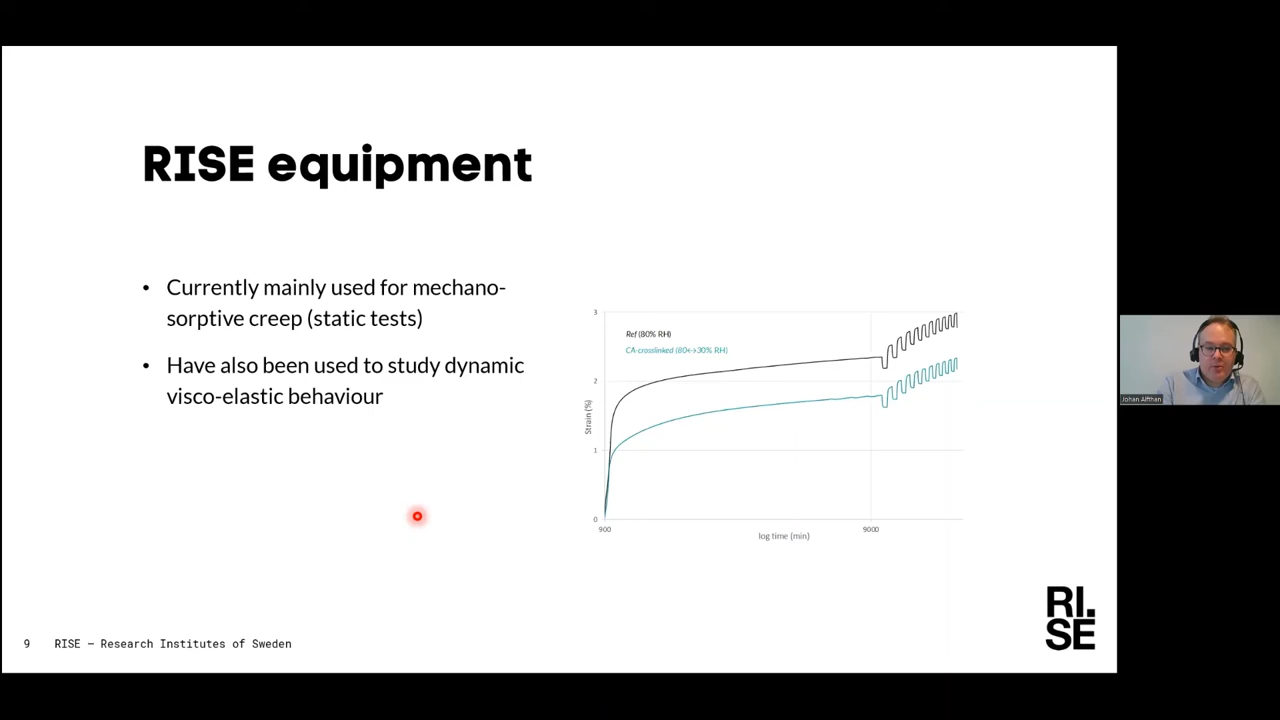 RISE equipment
• Currently mainly used for mechano-
sorptive creep (static tests)
• Have also been used to study dynamic
visco-elastic behaviour
3
Ref (80% RH)
CA-crosslinked (80↔30% RH)
2
Strain (%)
1
0
900
9000
log time (min)
Johan Alfthan
RI.
SE
9 RISE — Research Institutes of Sweden